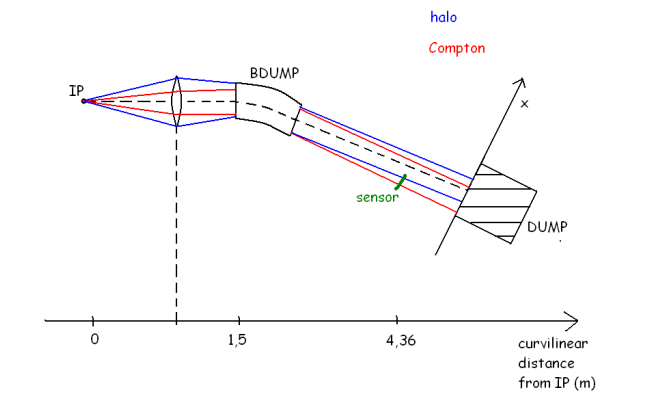 halo
Compton
BDUMP
IP
x
sensor
DUMP
0
1,5
4,36
curvilinear
distance
from IP (m)